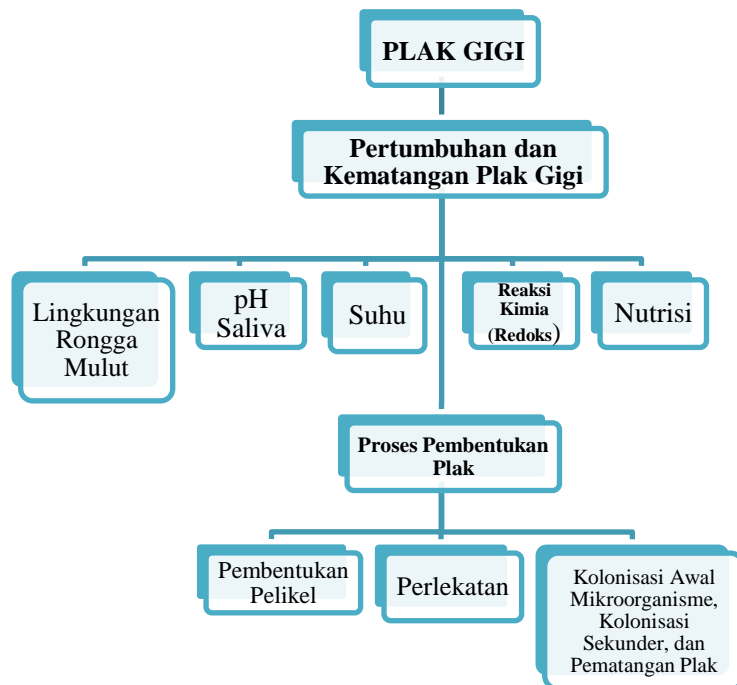 PLAK GIGI
Pertumbuhan dan
Kematangan Plak Gigi
Lingkungan
Rongga
Mulut
pH
Saliva
Suhu
Reaksi
Kimia
(Redoks)
Nutrisi
Proses Pembentukan
Plak
Pembentukan
Pelikel
Perlekatan
Kolonisasi Awal
Mikroorganisme,
Kolonisasi
Sekunder, dan
Pematangan Plak